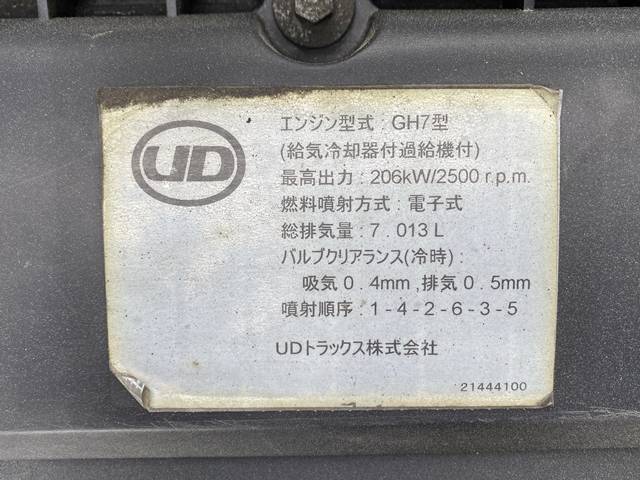 UD
エンジン型式 : GH7型
(給気冷却器付過給機付)
最高出力 : 206kW/2500 r.p.m.
燃料噴射方式 : 電子式
総排気量 : 7.013 L
バルブクリアランス(冷時) :
吸気 0.4mm ,排気 0.5mm
噴射順序 : 1-4-2-6-3-5
UDトラックス株式会社
21444100